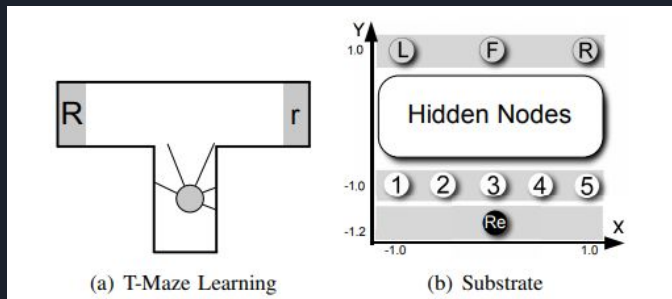 R
r
(a) T-Maze Learning
Y
1.0
L
F
R
Hidden Nodes
-1.0
1
2
3
4
5
-1.2
Re
X
-1.0
1.0
(b) Substrate